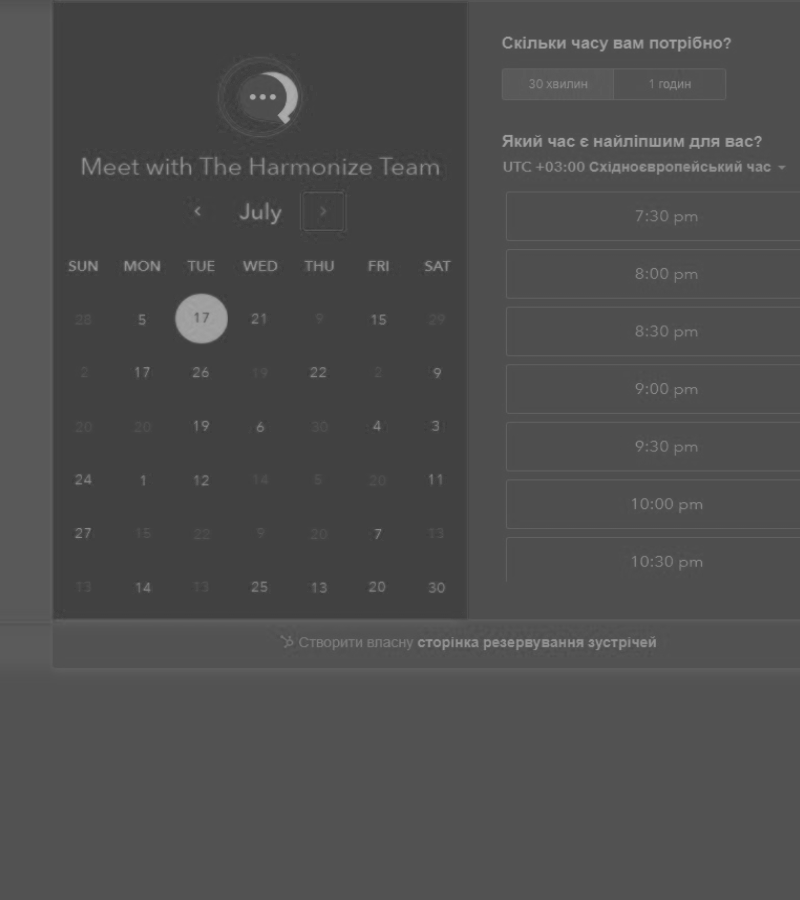 Meet with The Harmonize Team
July
SUN MON TUE WED THU FRI SAT
28 5 17 21 9 15 29
2 17 26 19 22 2 9
20 20 19 6 30 4 3
24 1 12 14 5 20 11
27 15 22 9 20 7 13
13 14 13 25 13 20 30
Скільки часу вам потрібно?
30 хвилин 1 годин
Який час є найліпшим для вас?
UTC +03:00 Східноєвропейський час
7:30 pm
8:00 pm
8:30 pm
9:00 pm
9:30 pm
10:00 pm
10:30 pm
Створити власну сторінка резервування зустрічей